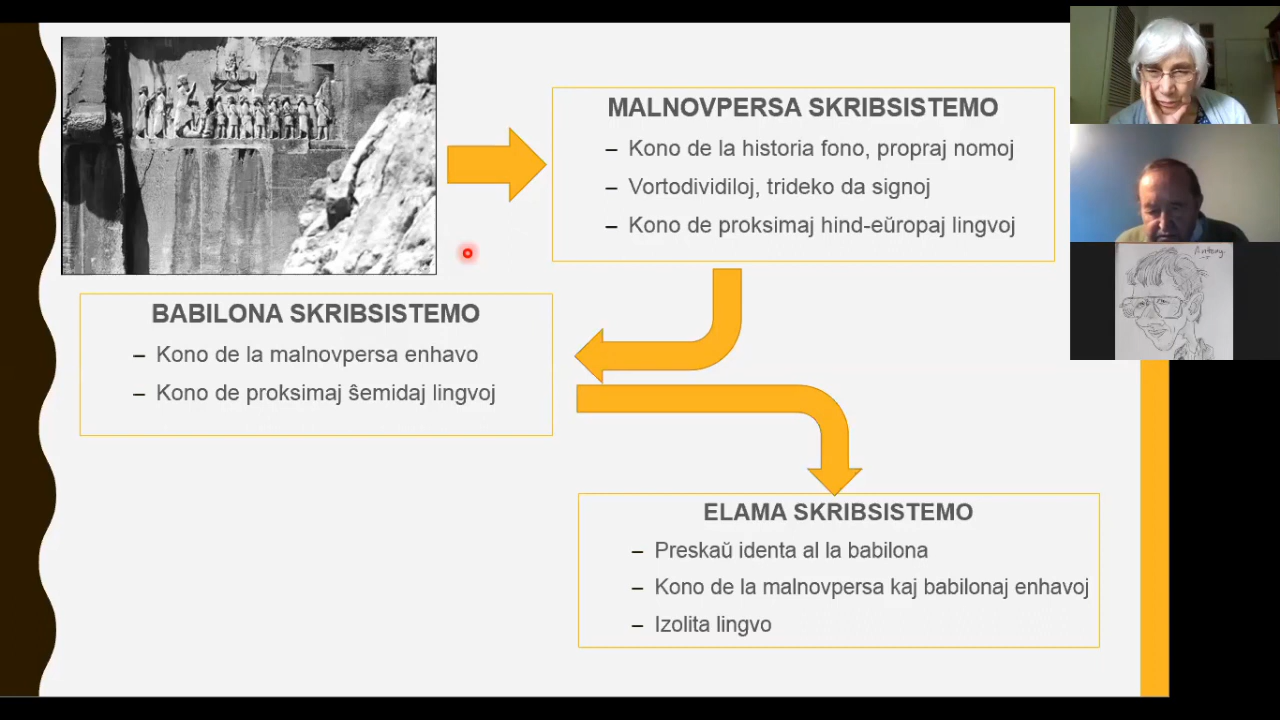 MALNOVPERSA SKRIBSISTEMO
– Kono de la historia fono, propraj nomoj
– Vortodividiloj, trideko da signoj
– Kono de proksimaj hind-eŭropaj lingvoj
BABILONA SKRIBSISTEMO
– Kono de la malnovpersa enhavo
– Kono de proksimaj ŝemidaj lingvoj
ELAMA SKRIBSISTEMO
– Preskaŭ identa al la babilona
– Kono de la malnovpersa kaj babilonaj enhavoj
– Izolita lingvo
Antony